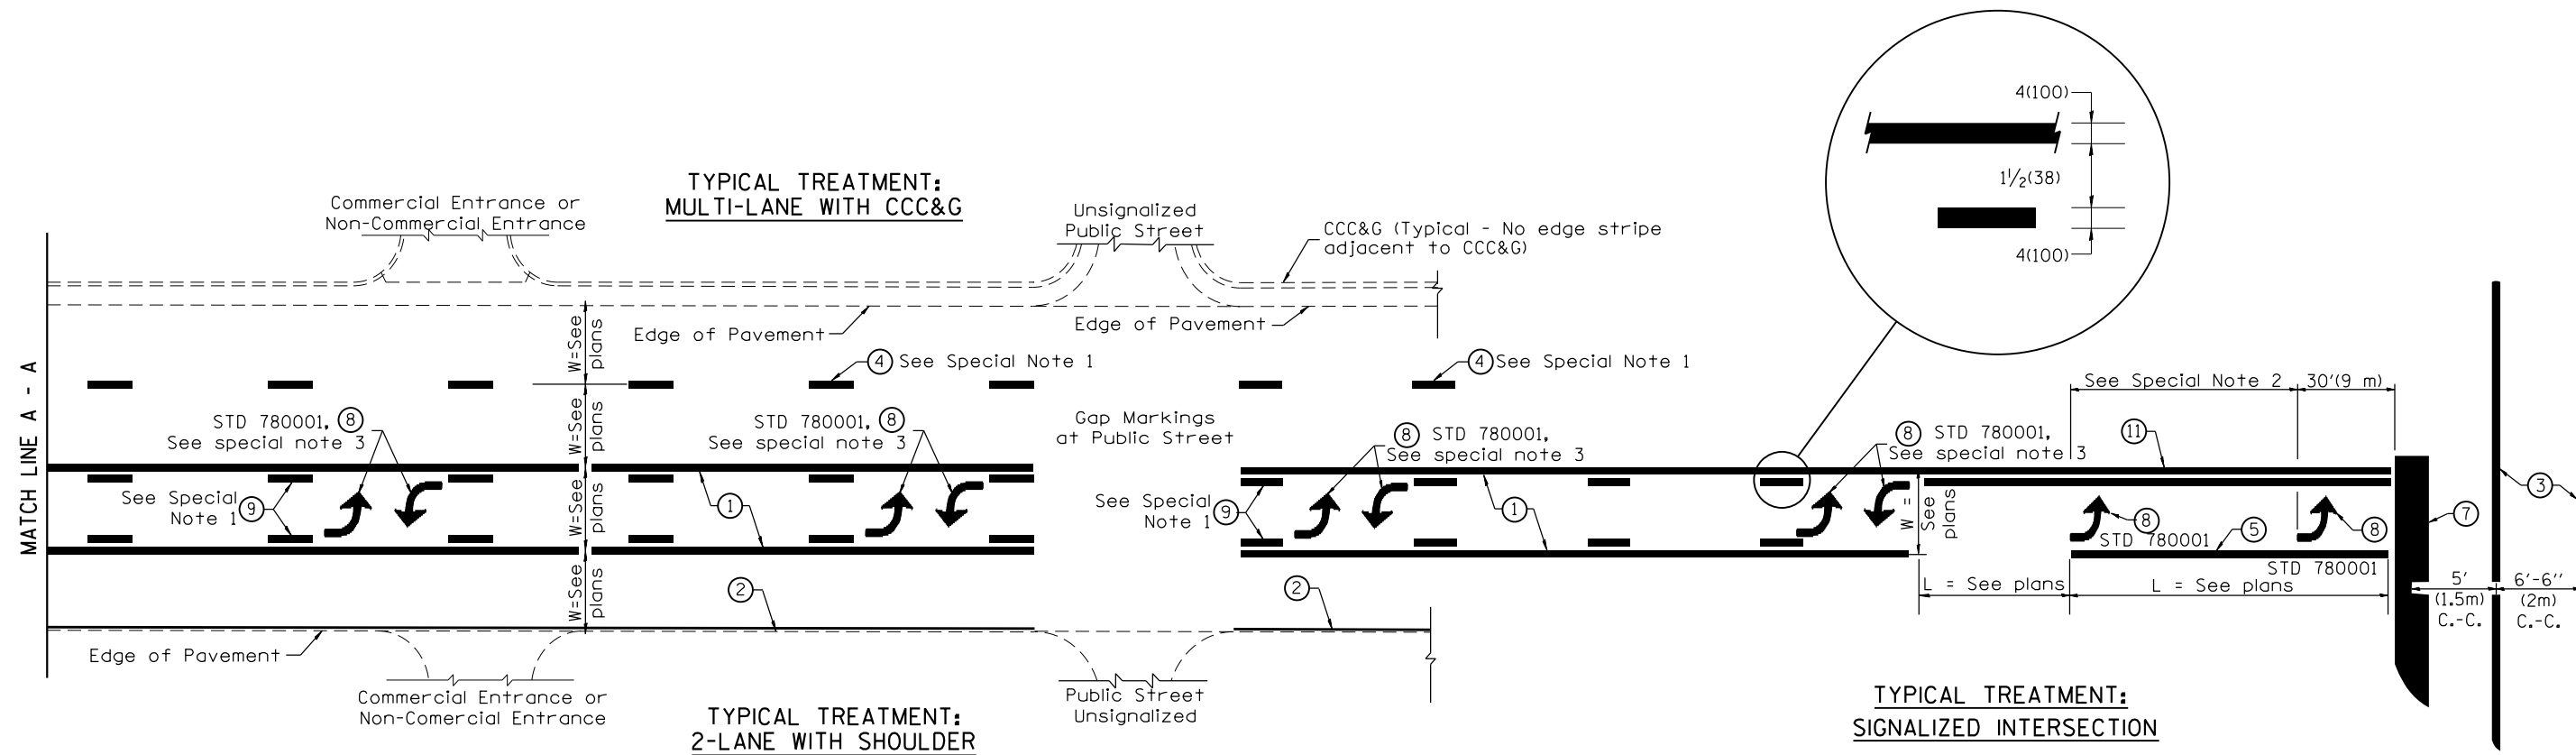 TYPICAL TREATMENT:
MULTI-LANE WITH CCC&G
Commercial Entrance or
Non-Commercial Entrance
Unsignalized
Public Street
CCC&G (Typical - No edge stripe
adjacent to CCC&G)
4(100)
1 1/2(38)
4(100)
MATCH LINE A - A
W=See
plans
Edge of Pavement
Edge of Pavement
4 See Special Note 1
4 See Special Note 1
W=See
plans
STD 780001, 8
See special note 3
STD 780001, 8
See special note 3
Gap Markings
at Public Street
8 STD 780001,
See special note 3
8 STD 780001,
See special note 3
See Special Note 2
30'(9 m)
11
See Special
Note 1
9
1
W=See
plans
See Special
Note 1
9
1
W =
See
plans
8
STD 780001
5
8
7
3
STD 780001
L = See plans
L = See plans
5'
(1.5m)
C.-C.
6'-6''
(2m)
C.-C.
W=See
plans
2
2
Edge of Pavement
Commercial Entrance or
Non-Comercial Entrance
Public Street
Unsignalized
TYPICAL TREATMENT:
2-LANE WITH SHOULDER
TYPICAL TREATMENT:
SIGNALIZED INTERSECTION